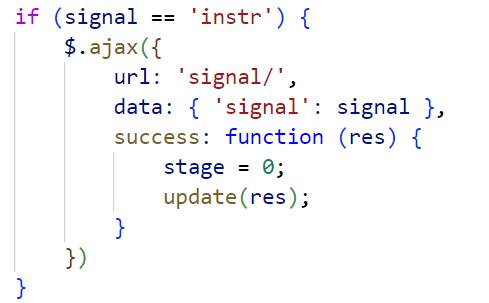 if (signal == 'instr') {
    $.ajax({
        url: 'signal/',
        data: { 'signal': signal },
        success: function (res) {
            stage = 0;
            update(res);
        }
    })
}